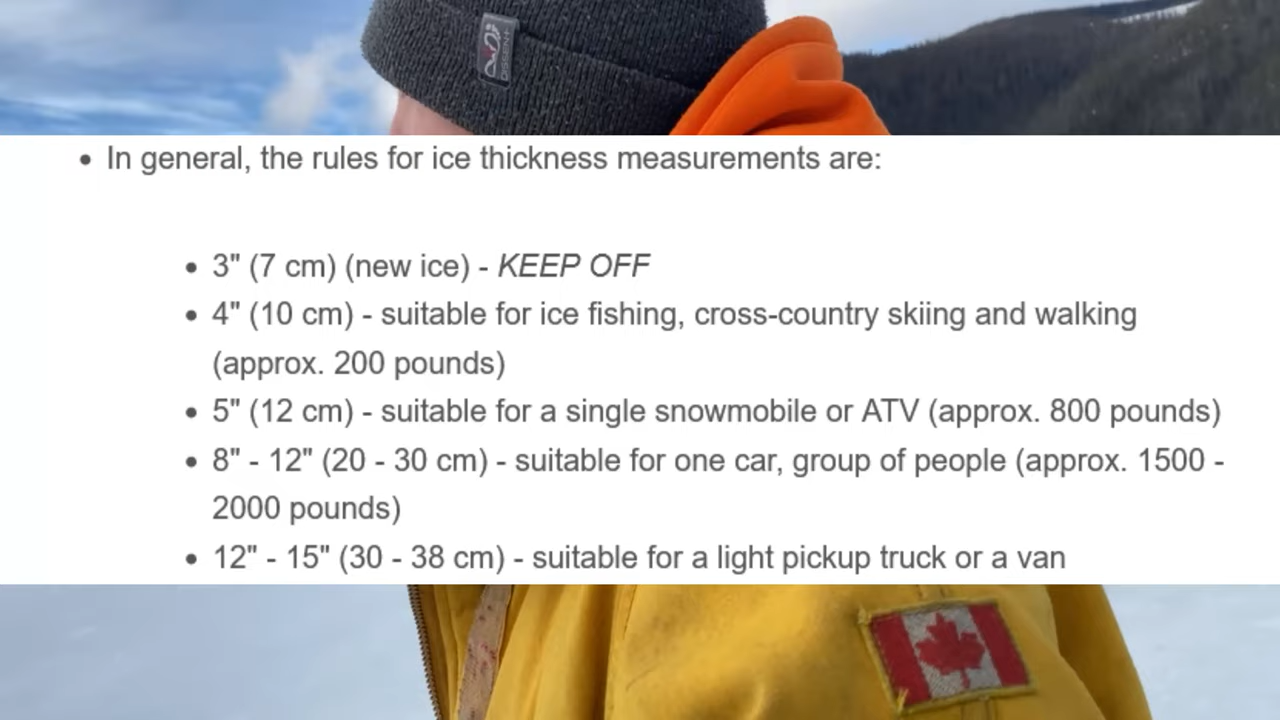 DISSENT
• In general, the rules for ice thickness measurements are:
• 3" (7 cm) (new ice) - KEEP OFF
• 4" (10 cm) - suitable for ice fishing, cross-country skiing and walking
(approx. 200 pounds)
• 5" (12 cm) - suitable for a single snowmobile or ATV (approx. 800 pounds)
• 8" - 12" (20 - 30 cm) - suitable for one car, group of people (approx. 1500 -
2000 pounds)
• 12" - 15" (30 - 38 cm) - suitable for a light pickup truck or a van